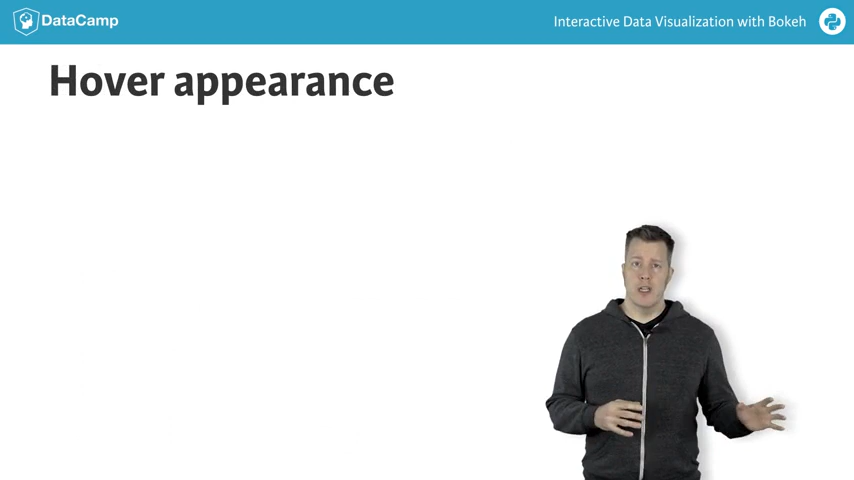 DataCamp
Interactive Data Visualization with Bokeh
Hover appearance